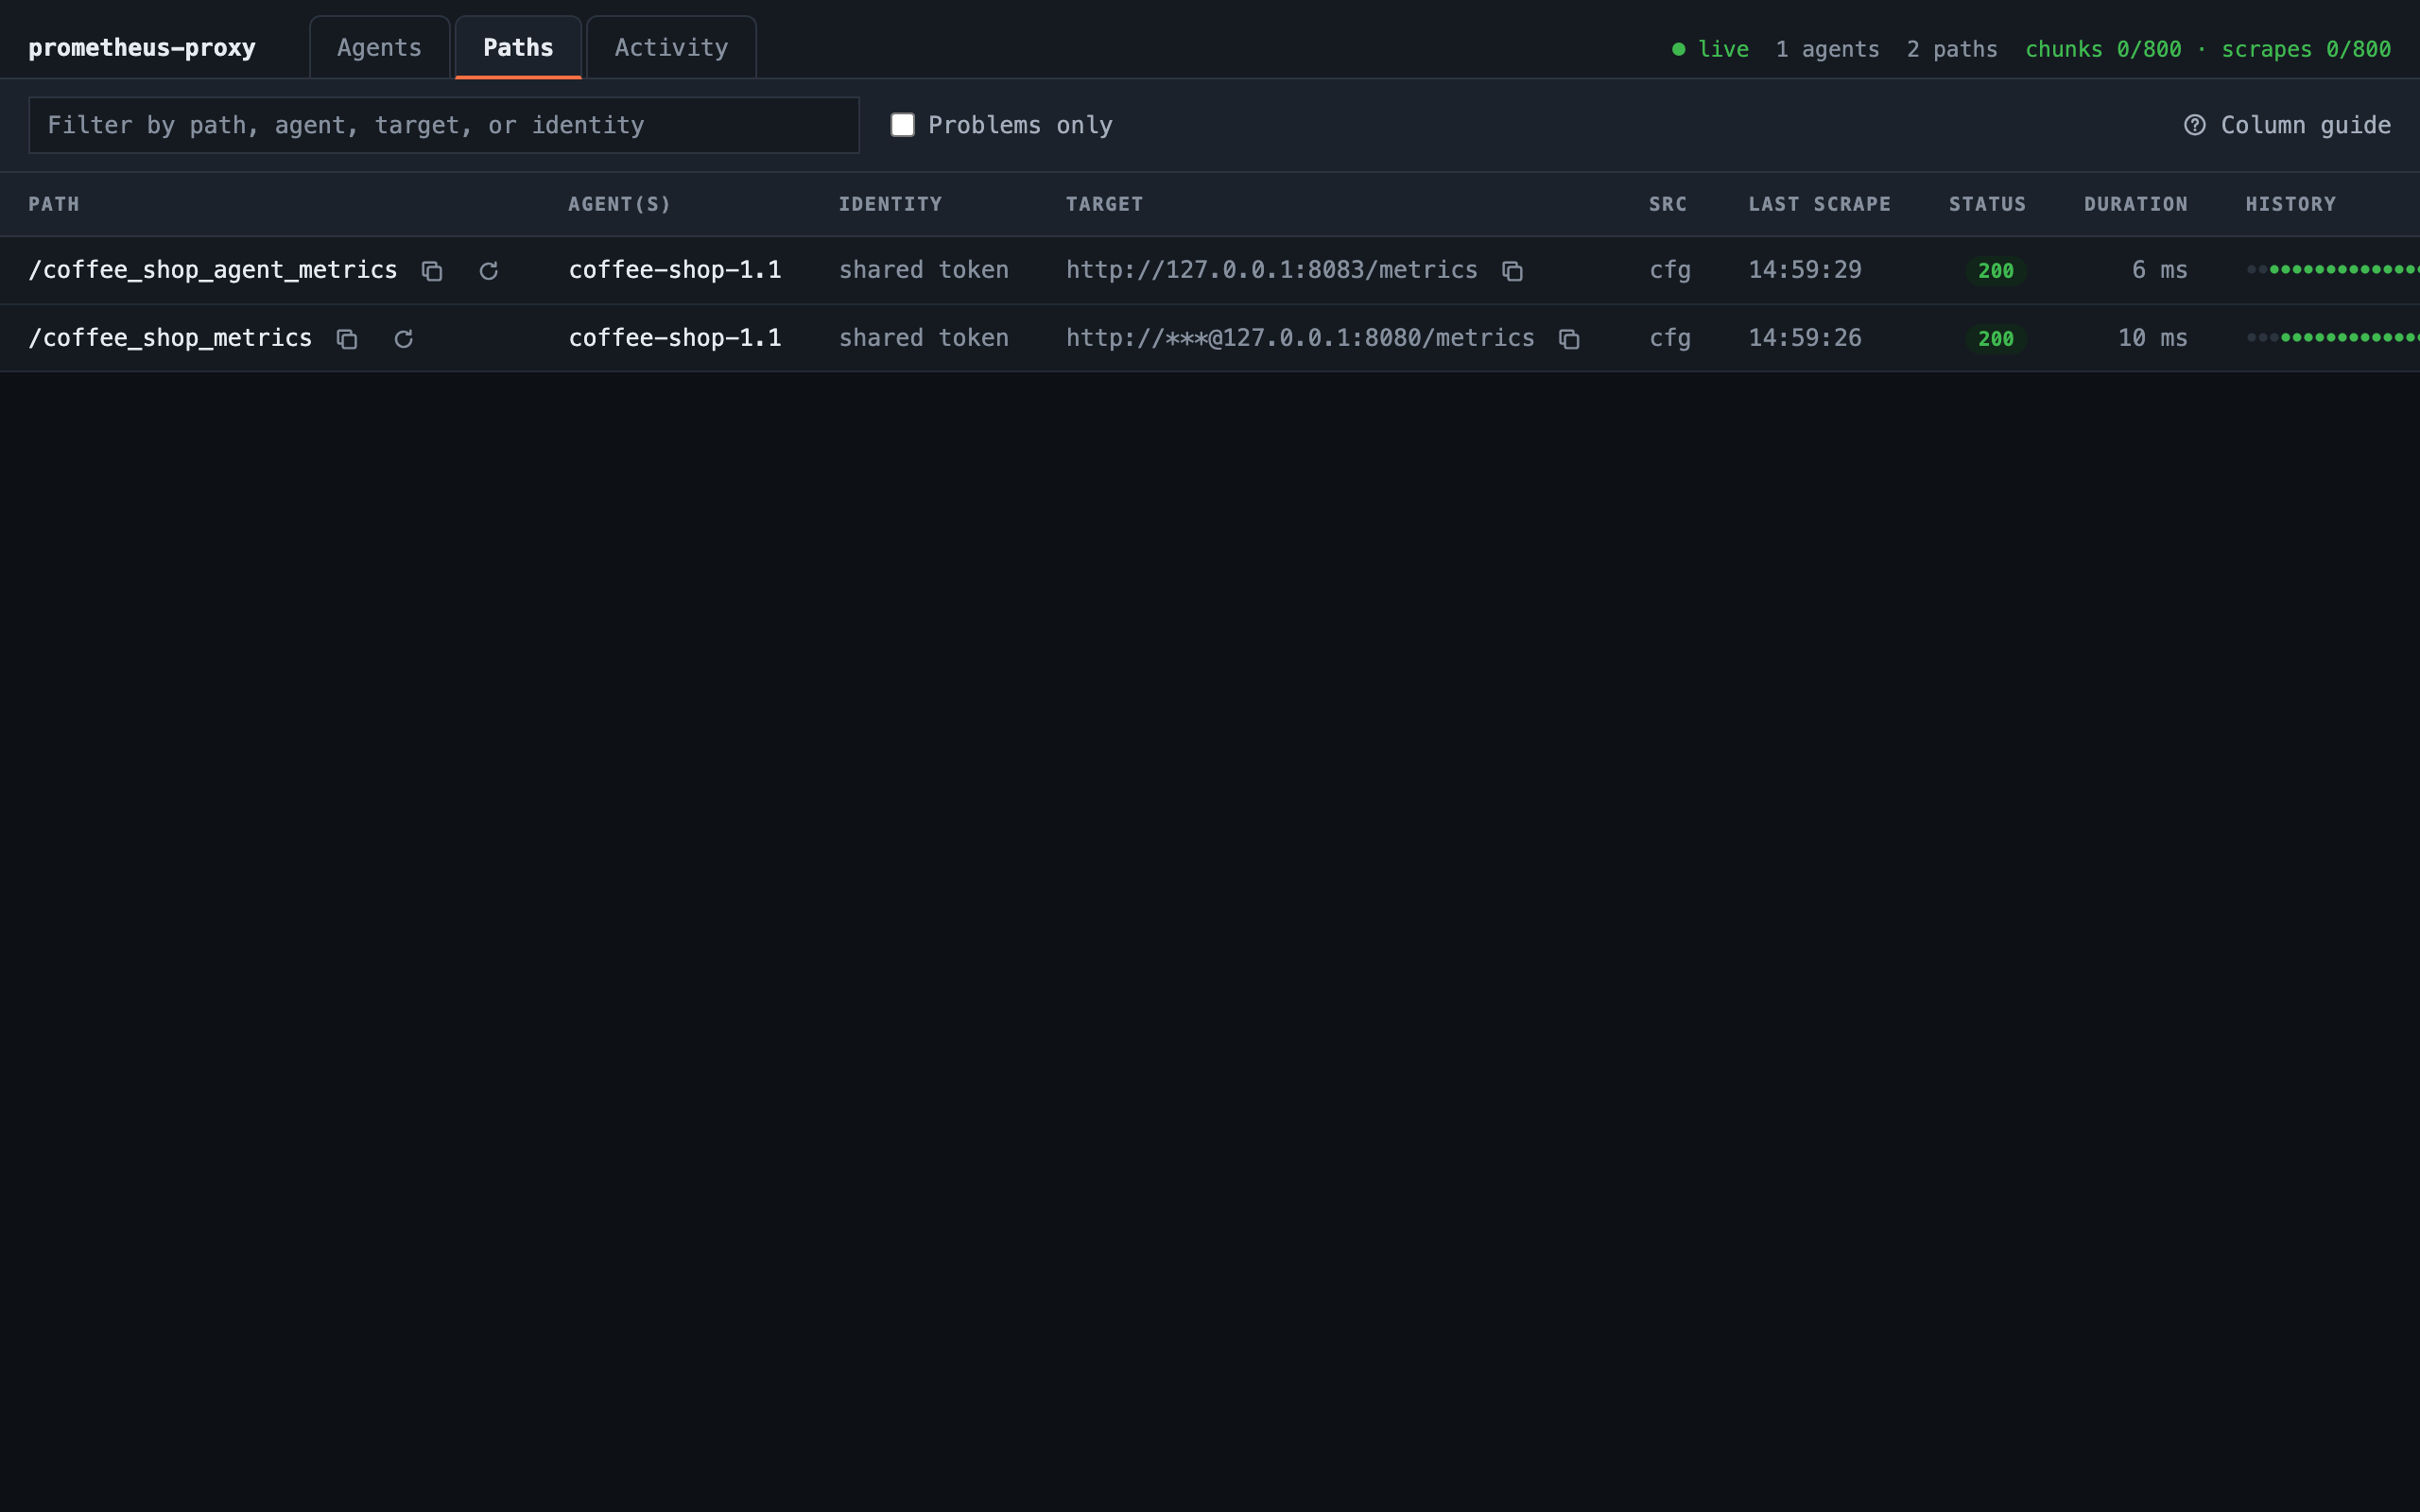 prometheus-proxy Agents Paths Activity live 1 agents 2 paths chunks 0/800 · scrapes 0/800
Filter by path, agent, target, or identity Problems only Column guide
PATH AGENT(S) IDENTITY TARGET SRC LAST SCRAPE STATUS DURATION HISTORY
/coffee_shop_agent_metrics coffee-shop-1.1 shared token http://127.0.0.1:8083/metrics cfg 14:59:29 200 6 ms
/coffee_shop_metrics coffee-shop-1.1 shared token http://***@127.0.0.1:8080/metrics cfg 14:59:26 200 10 ms